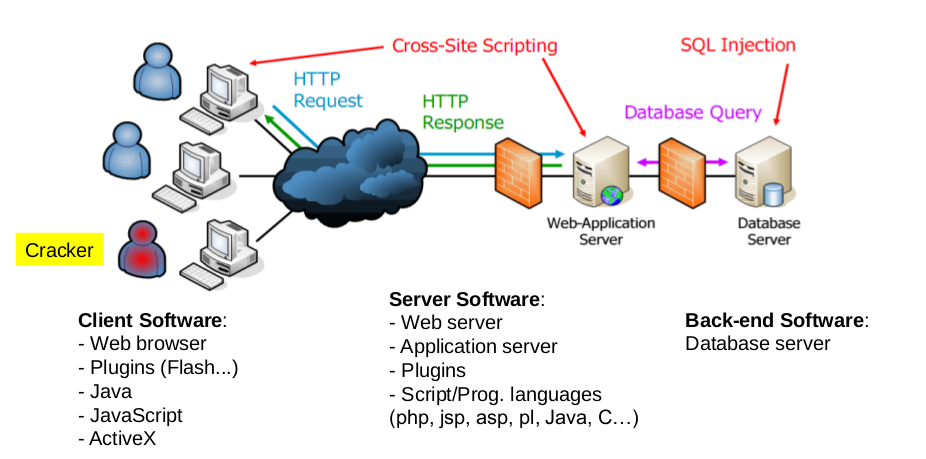 Cross-Site Scripting
SQL Injection
HTTP
Request
HTTP
Response
Database Query
Web-Application
Server
Database
Server
Cracker
Client Software:
- Web browser
- Plugins (Flash...)
- Java
- JavaScript
- ActiveX
Server Software:
- Web server
- Application server
- Plugins
- Script/Prog. languages
(php, jsp, asp, pl, Java, C…)
Back-end Software:
Database server